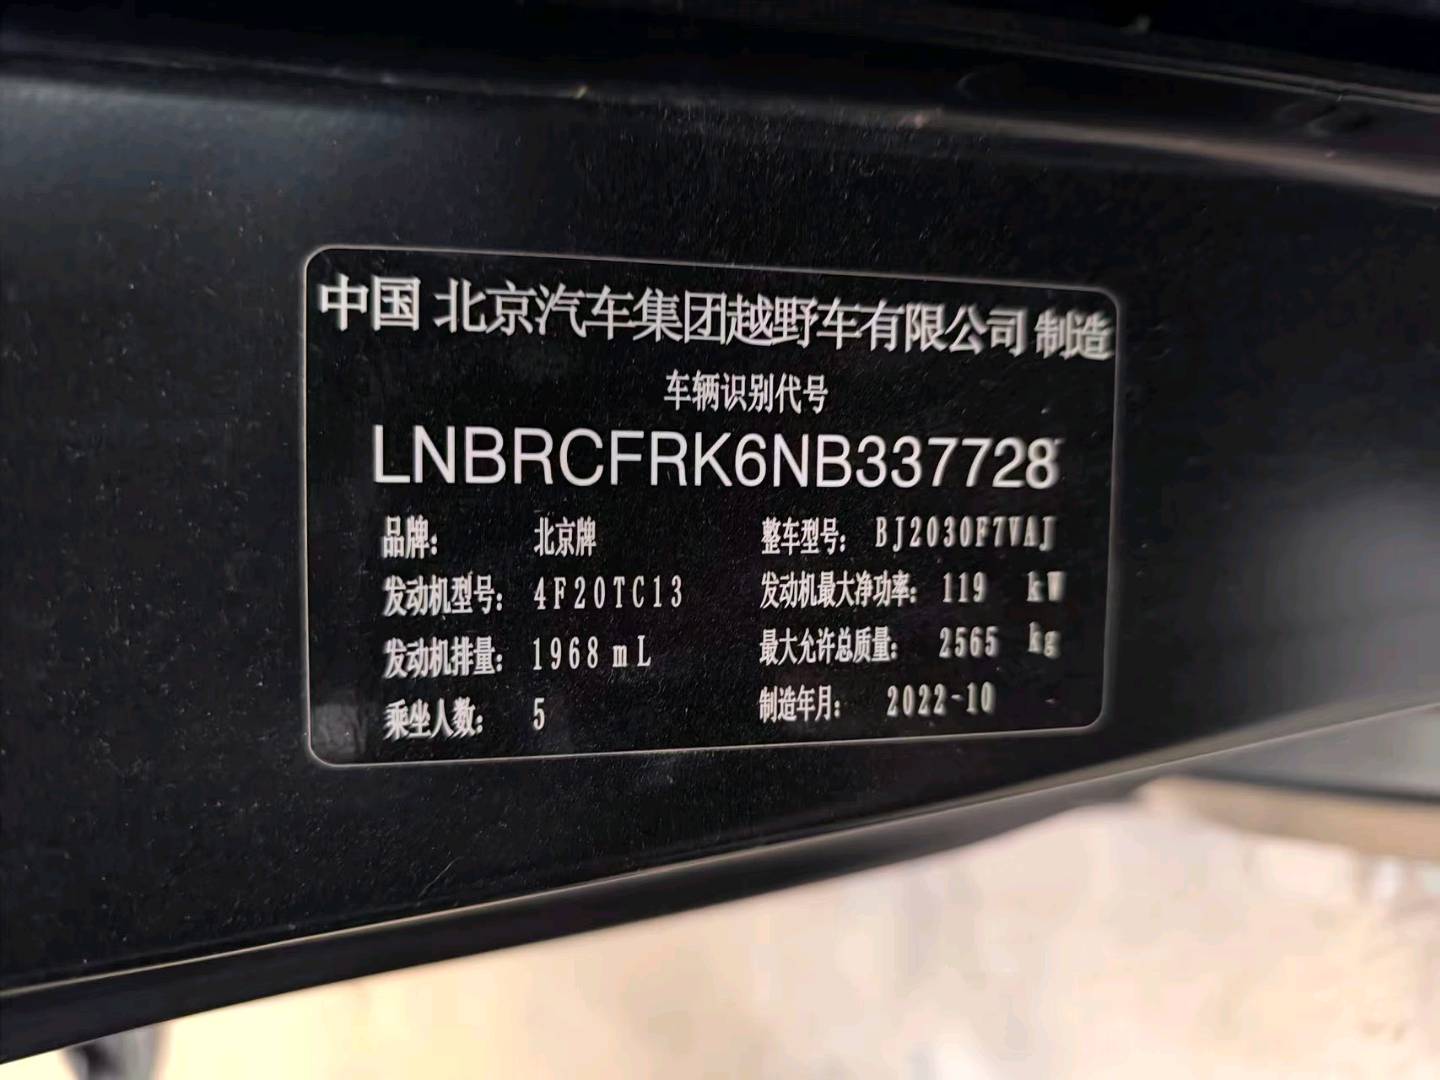 中国 北京汽车集团越野车有限公司 制造
车辆识别代号
LNBRCFRK6NB337728
品牌: 北京牌 整车型号: BJ2030F7VAJ
发动机型号: 4F20TC13 发动机最大净功率: 119 kW
发动机排量: 1968 mL 最大允许总质量: 2565 kg
乘坐人数: 5 制造年月: 2022-10